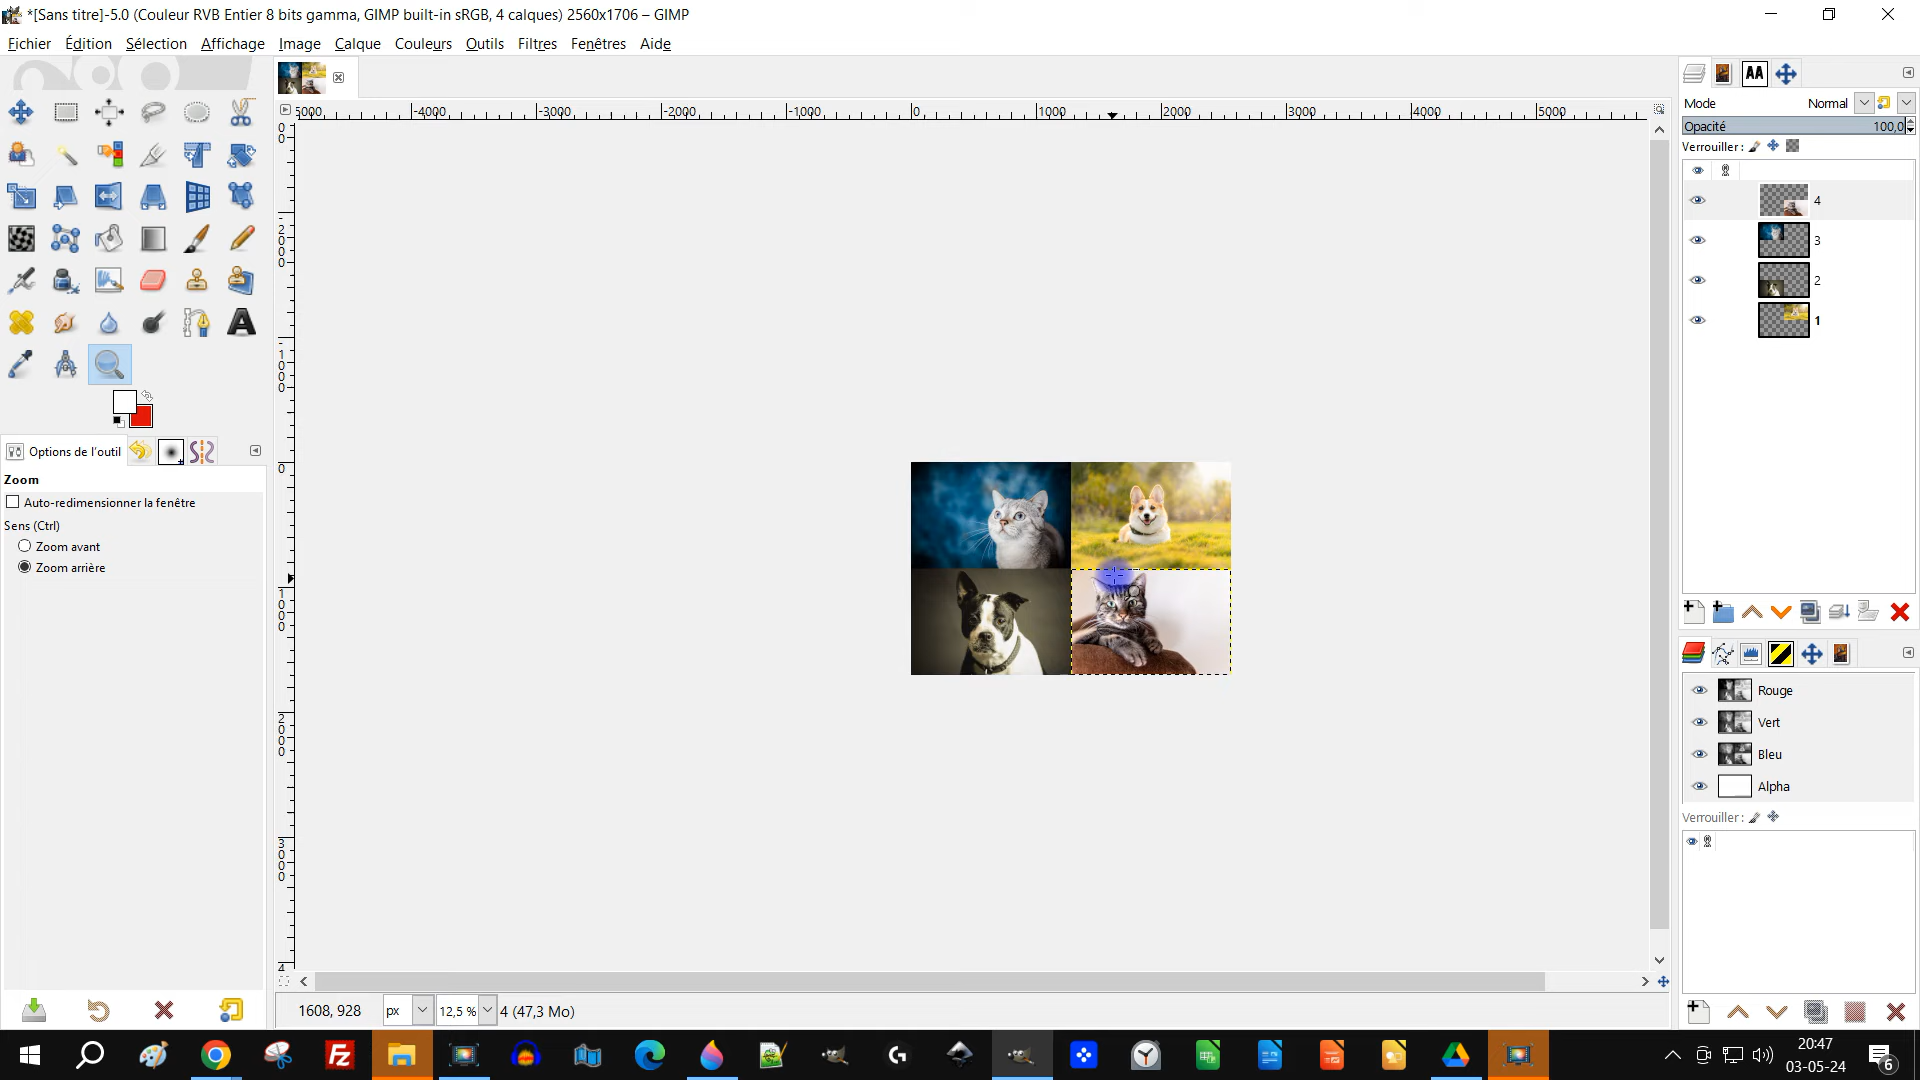 *[Sans titre]-5.0 (Couleur RVB Entier 8 bits gamma, GIMP built-in sRGB, 4 calques) 2560x1706 – GIMP
Fichier Édition Sélection Affichage Image Calque Couleurs Outils Filtres Fenêtres Aide
5000 -4000 -3000 -2000 -1000 0 1000 2000 3000 4000 5000
Mode Normal
Opacité 100,0
Verrouiller :
4
3
2
1
Options de l'outil
Zoom
Auto-redimensionner la fenêtre
Sens (Ctrl)
Zoom avant
Zoom arrière
Rouge
Vert
Bleu
Alpha
Verrouiller :
1608, 928 px 12,5 % 4 (47,3 Mo)
20:47
03-05-24
6